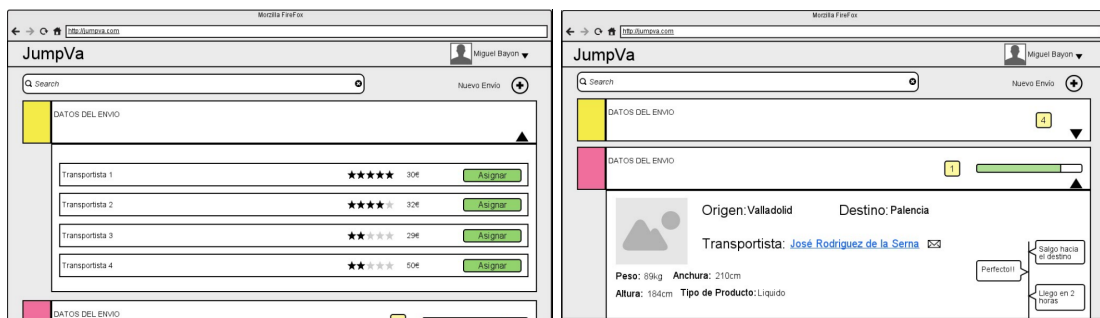 Morzilla FireFox
http://jumpva.com
JumpVa
Miguel Bayon
Search
Nuevo Envío
DATOS DEL ENVIO
Transportista 1 30€ Asignar
Transportista 2 32€ Asignar
Transportista 3 29€ Asignar
Transportista 4 50€ Asignar
DATOS DEL ENVIO
Morzilla FireFox
http://jumpva.com
JumpVa
Miguel Bayon
Search
Nuevo Envío
DATOS DEL ENVIO
4
DATOS DEL ENVIO
1
Origen: Valladolid Destino: Palencia
Transportista: José Rodriguez de la Serna
Peso: 89kg Anchura: 210cm
Altura: 184cm Tipo de Producto: Liquido
Salgo hacia
el destino
Perfecto!!
Llego en 2
horas